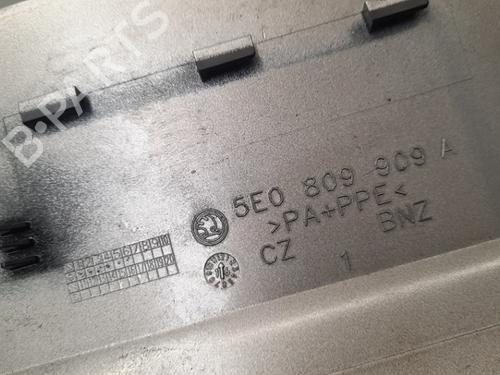 B-PARTS
5E0 809 909 A
>PA+PPE<
CZ BNZ
1